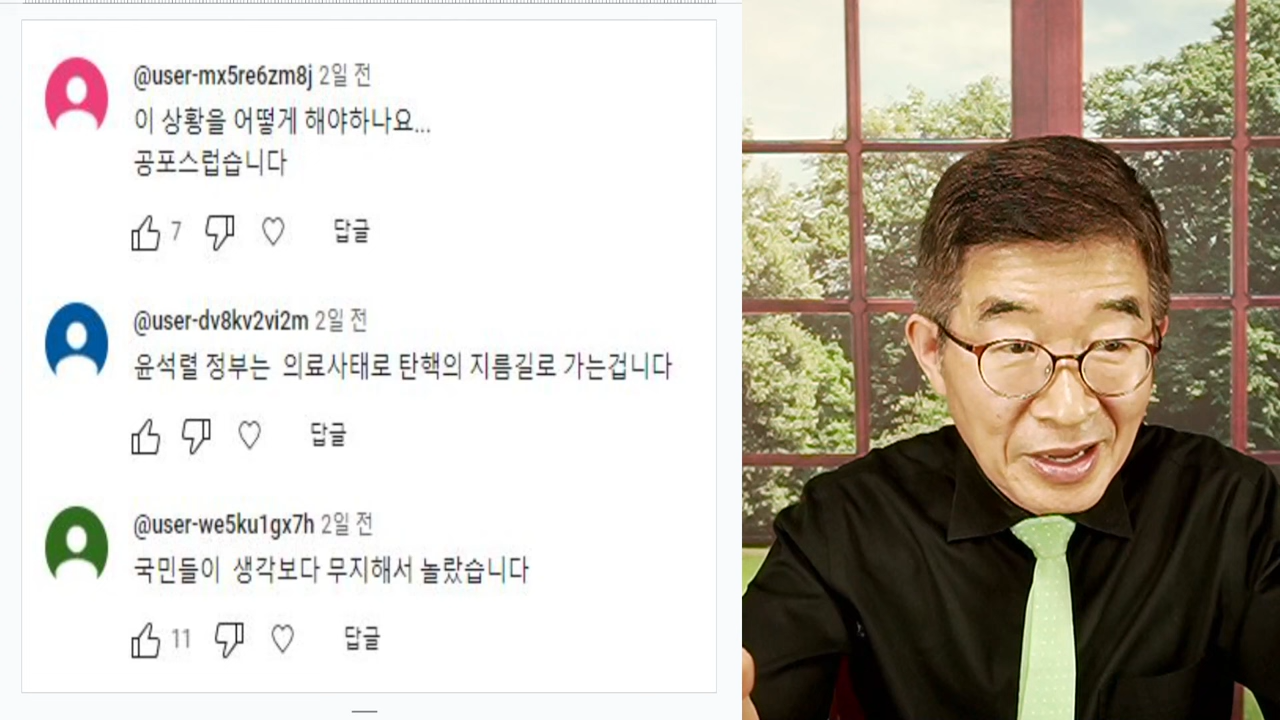 @user-mx5re6zm8j 2일 전
이 상황을 어떻게 해야하나요...
공포스럽습니다
7 답글
@user-dv8kv2vi2m 2일 전
윤석렬 정부는 의료사태로 탄핵의 지름길로 가는겁니다
답글
@user-we5ku1gx7h 2일 전
국민들이 생각보다 무지해서 놀랐습니다
11 답글